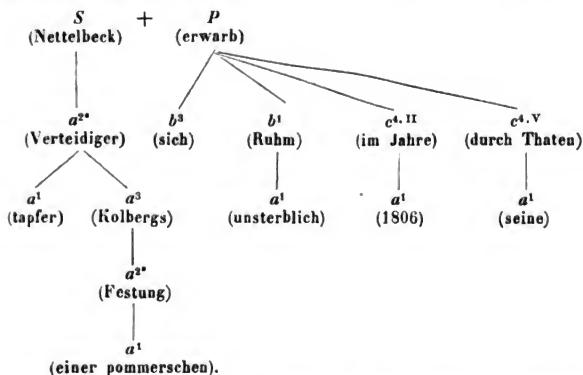 S + P
(Nettelbeck) (erwarb)
a²* b³ b¹ c⁴·ᴵᴵ c⁴·ⱽ
(Verteidiger) (sich) (Ruhm) (im Jahre) (durch Thaten)
a¹ a³ a¹ a¹ a¹
(tapfer) (Kolbergs) (unsterblich) (1806) (seine)
a²*
(Festung)
a¹
(einer pommerschen).